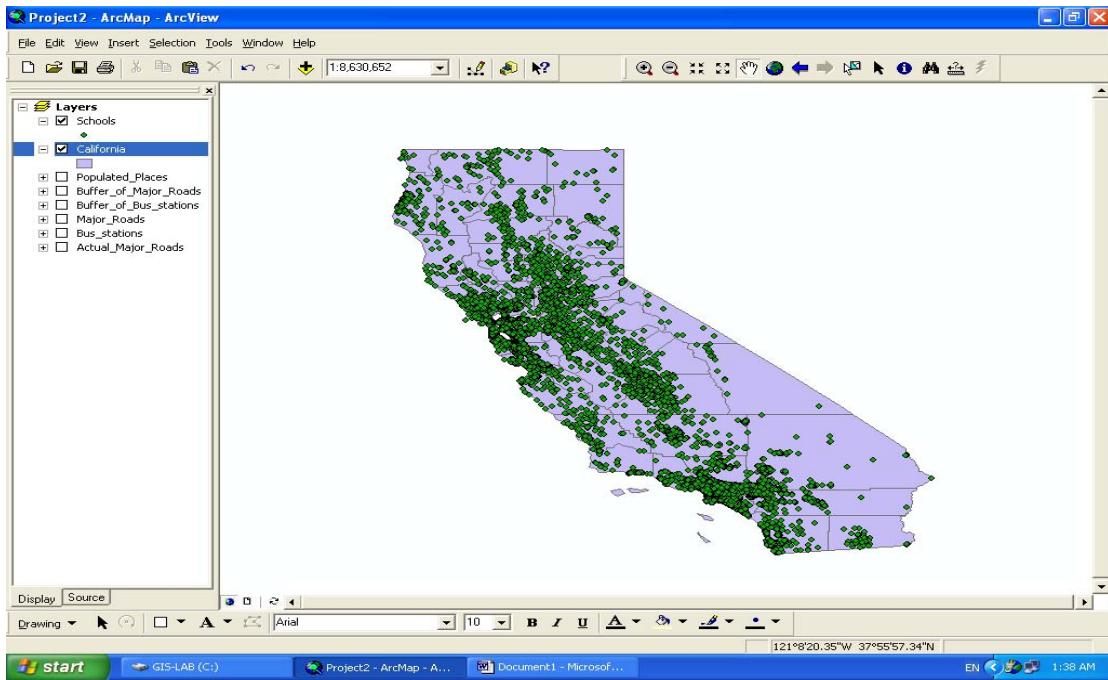 Project2 - ArcMap - ArcView
File Edit View Insert Selection Tools Window Help
1:8,630,652
Layers
Schools
California
Populated_Places
Buffer_of_Major_Roads
Buffer_of_Bus_stations
Major_Roads
Bus_stations
Actual_Major_Roads
Display Source
Drawing A Arial 10 B I U A
121°8'20.35"W 37°55'57.34"N
start GIS-LAB (C:) Project2 - ArcMap - A... Document1 - Microsof... EN 1:38 AM